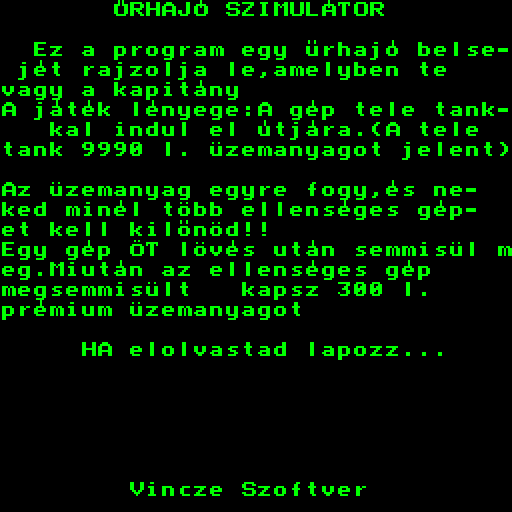 ŰRHAJÓ SZIMULÁTOR
Ez a program egy űrhajó belse-
jét rajzolja le,amelyben te
vagy a kapitány
A játék lényege:A gép tele tank-
kal indul el útjára.(A tele
tank 9990 l. üzemanyagot jelent)
Az üzemanyag egyre fogy,és ne-
ked minél több ellenséges gép-
et kell kilönöd!!
Egy gép ÖT lövés után semmisül m
eg.Miután az ellenséges gép
megsemmisült kapsz 300 l.
prémium üzemanyagot
HA elolvastad lapozz...
Vincze Szoftver